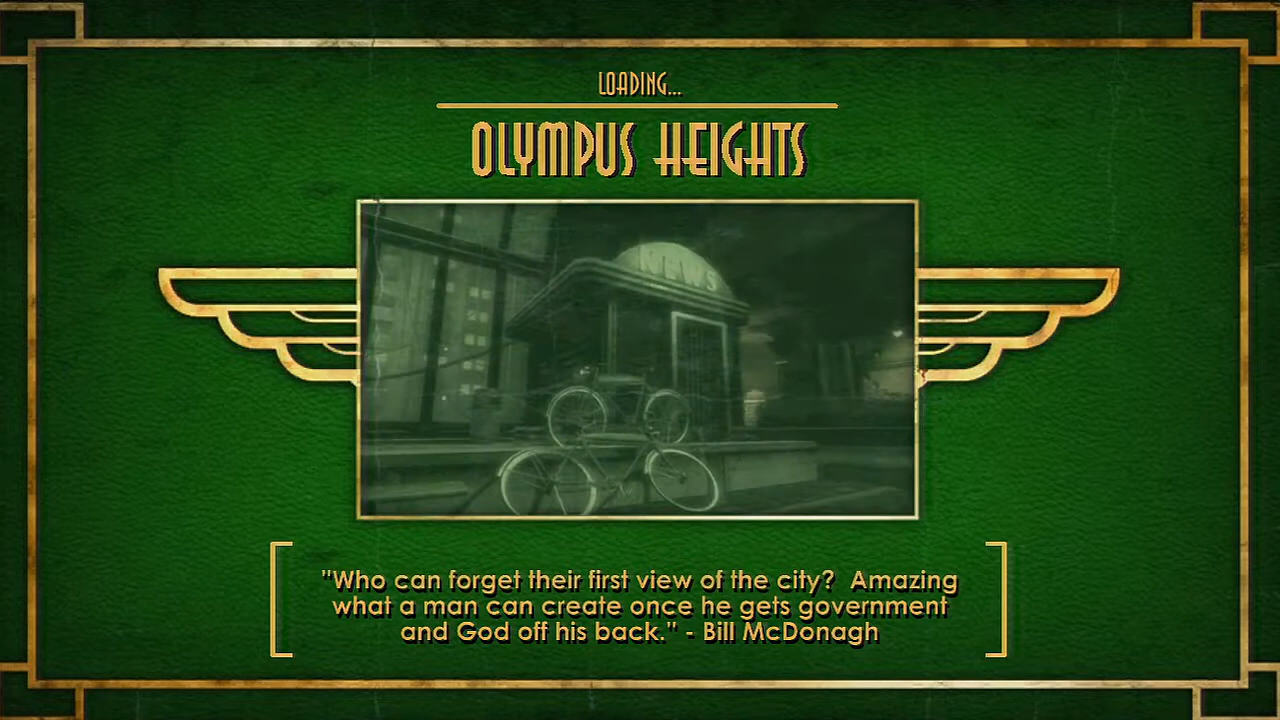 LOADING...
OLYMPUS HEIGHTS
NEWS
"Who can forget their first view of the city?  Amazing
what a man can create once he gets government
and God off his back." - Bill McDonagh